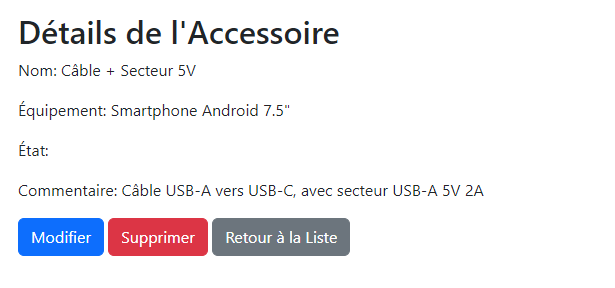 Détails de l'Accessoire
Nom: Câble + Secteur 5V
Équipement: Smartphone Android 7.5"
État:
Commentaire: Câble USB-A vers USB-C, avec secteur USB-A 5V 2A
Modifier Supprimer Retour à la Liste